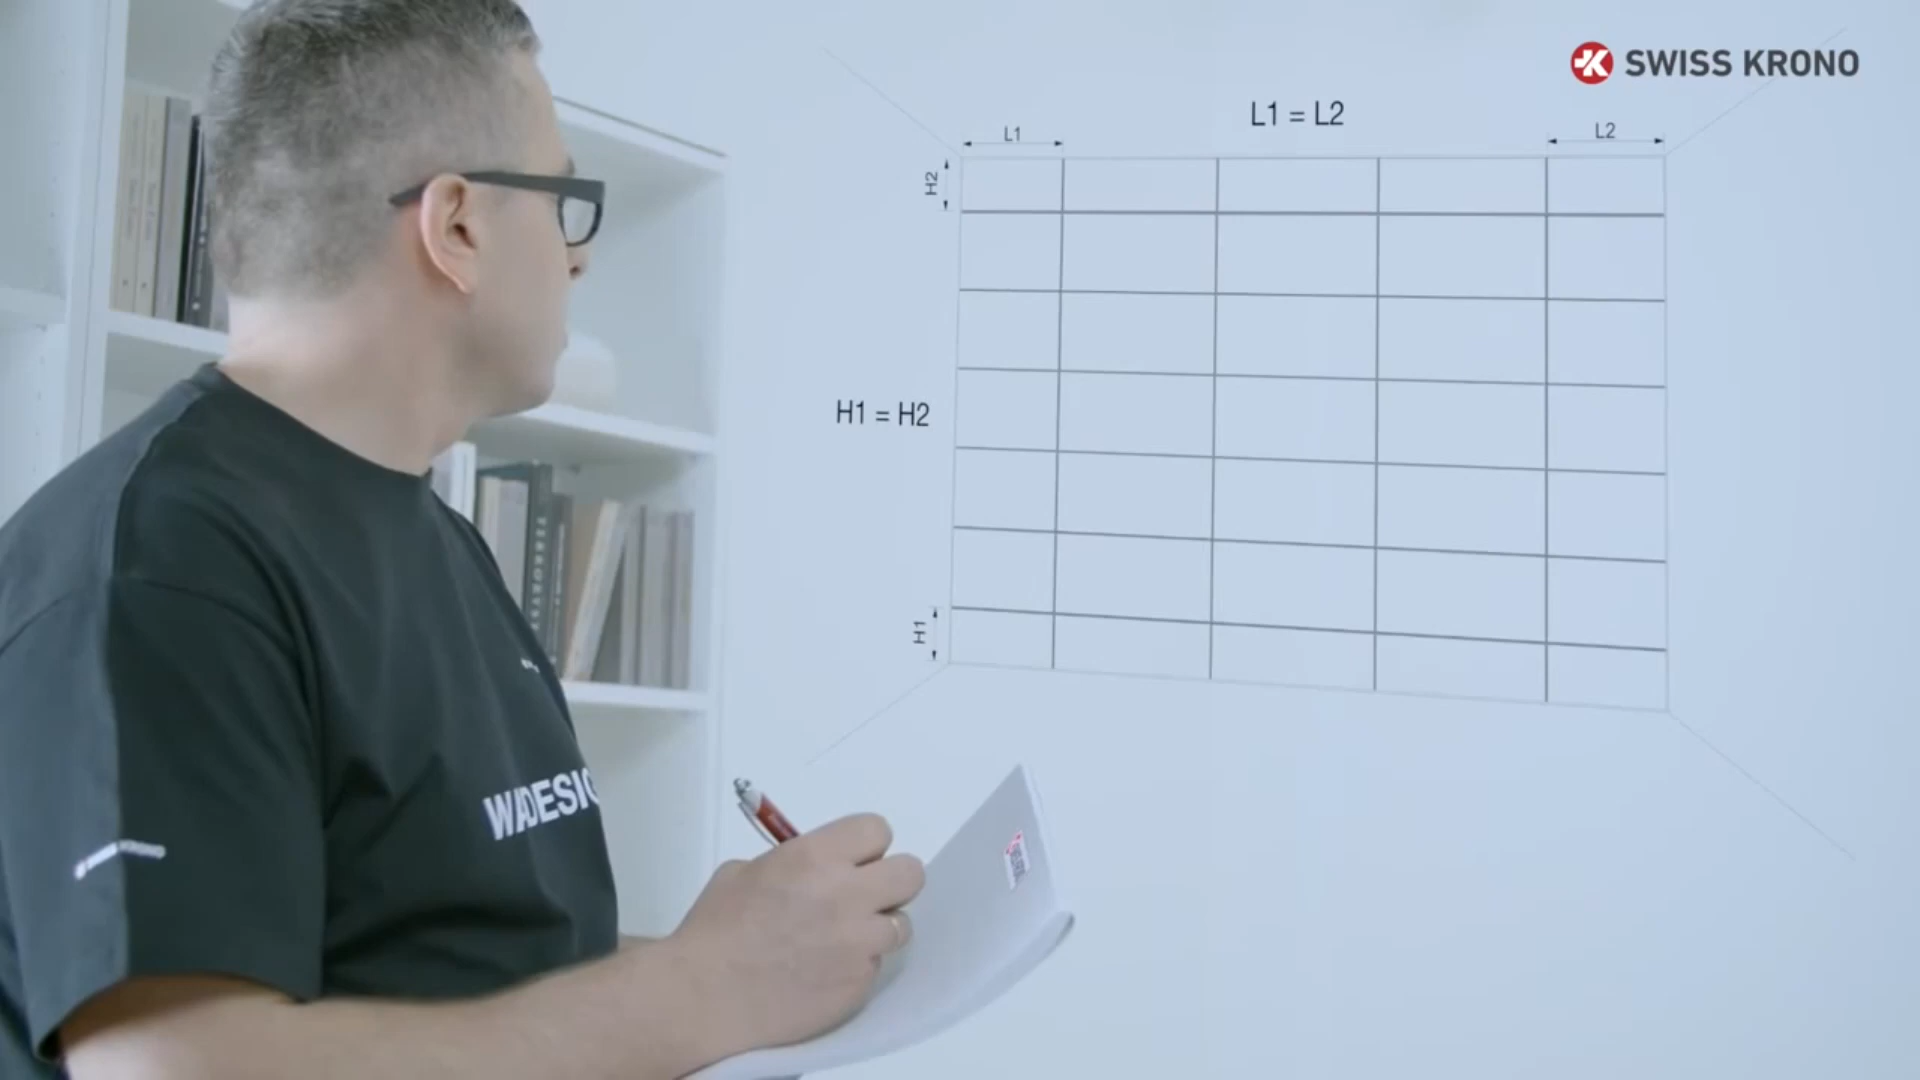 SWISS KRONO
L1 = L2
L1
L2
H2
H1 = H2
H1
WADESIG